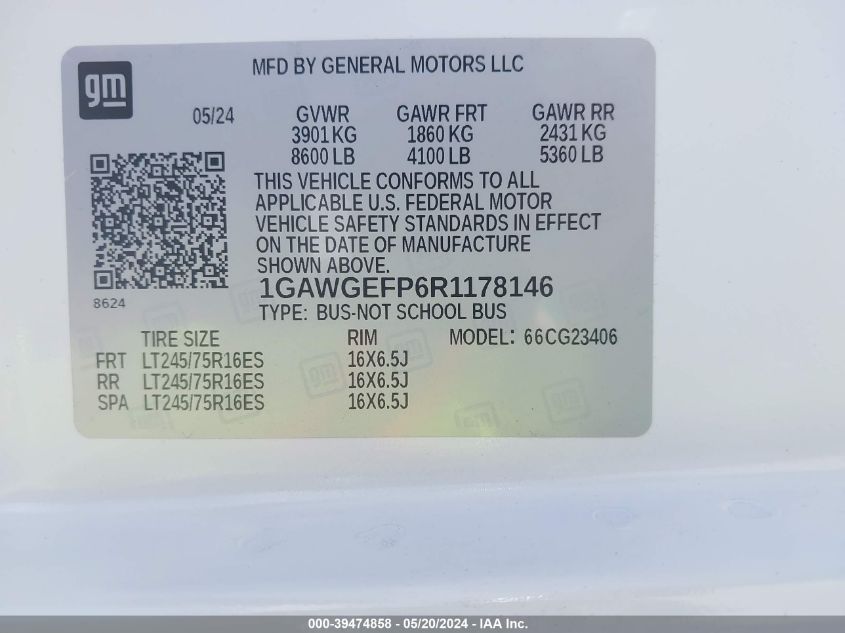 gm
MFD BY GENERAL MOTORS LLC
05/24 GVWR GAWR FRT GAWR RR
3901 KG 1860 KG 2431 KG
8600 LB 4100 LB 5360 LB
THIS VEHICLE CONFORMS TO ALL
APPLICABLE U.S. FEDERAL MOTOR
VEHICLE SAFETY STANDARDS IN EFFECT
ON THE DATE OF MANUFACTURE
SHOWN ABOVE.
8624
1GAWGEFP6R1178146
TYPE: BUS-NOT SCHOOL BUS
TIRE SIZE RIM MODEL: 66CG23406
FRT LT245/75R16ES 16X6.5J
RR LT245/75R16ES 16X6.5J
SPA LT245/75R16ES 16X6.5J
000-39474858 - 05/20/2024 - IAA Inc.